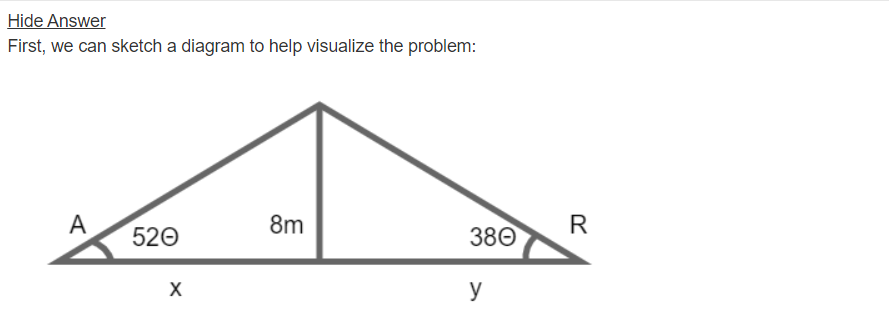 Hide Answer
First, we can sketch a diagram to help visualize the problem:
A
52Θ
8m
38Θ
R
x
y